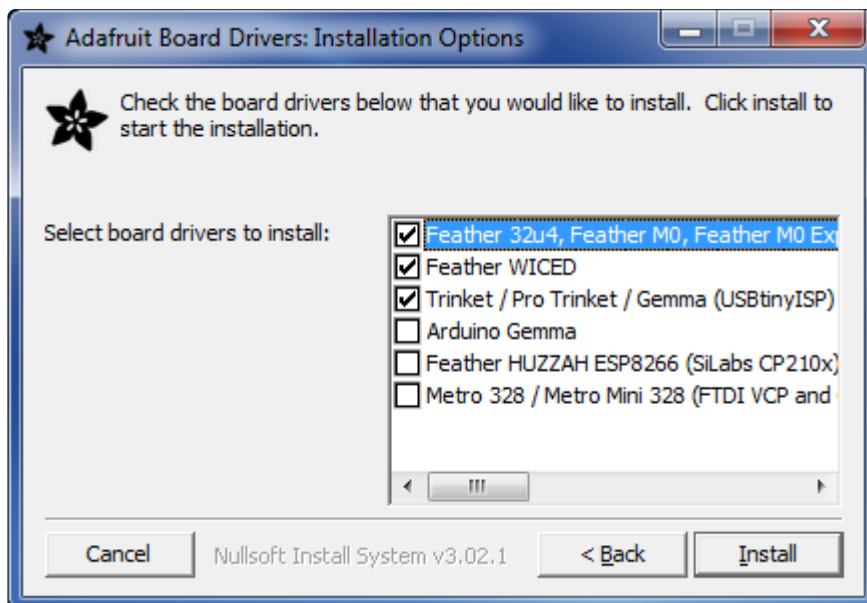 Adafruit Board Drivers: Installation Options
Check the board drivers below that you would like to install. Click install to
start the installation.
Select board drivers to install:
Feather 32u4, Feather M0, Feather M0
Feather WICED
Trinket / Pro Trinket / Gemma (USBtinyISP)
Arduino Gemma
Feather HUZZAH ESP8266 (SiLabs CP210x)
Metro 328 / Metro Mini 328 (FTDI VCP and
Cancel
Nullsoft Install System v3.02.1
< Back
Install